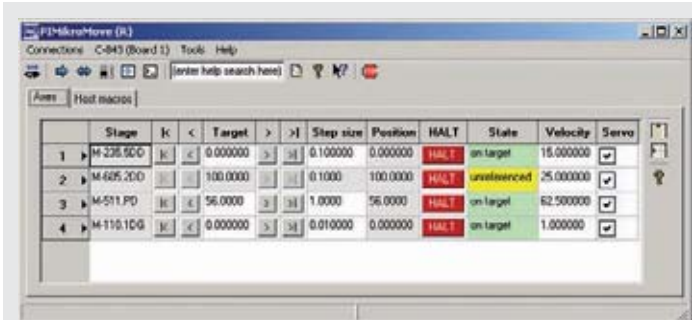 PIMikroMove (R)
Connections C-843 (Board 1) Tools Help
(enter help search here)
Axes Host macros
Stage |< < Target > >| Step size Position HALT State Velocity Servo
1 M-235.5DD |< < 0.000000 > >| 0.100000 0.000000 HALT on target 15.000000
2 M-605.2DD |< < 100.0000 > >| 0.1000 100.0000 HALT unreferenced 25.000000
3 M-511.PD |< < 56.0000 > >| 1.0000 56.0000 HALT on target 62.500000
4 M-110.1DG |< < 0.000000 > >| 0.010000 0.000000 HALT on target 1.000000